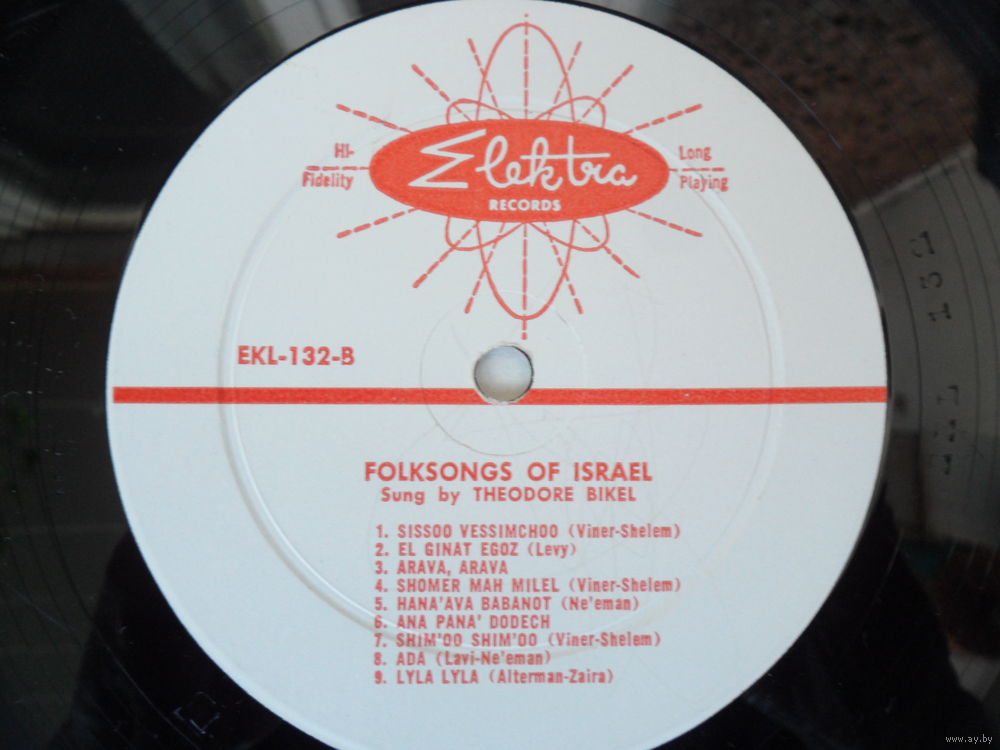 Hi-
Fidelity
Elektra
RECORDS
Long
Playing
EKL-132-B
FOLKSONGS OF ISRAEL
Sung by THEODORE BIKEL
1. SISSOO VESSIMCHOO (Viner-Shelem)
2. EL GINAT EGOZ (Levy)
3. ARAVA, ARAVA
4. SHOMER MAH MILEL (Viner-Shelem)
5. HANA'AVA BABANOT (Ne'eman)
6. ANA PANA' DODECH
7. SHIM'OO SHIM'OO (Viner-Shelem)
8. ADA (Lavi-Ne'eman)
9. LYLA LYLA (Alterman-Zaira)
www.ay.by